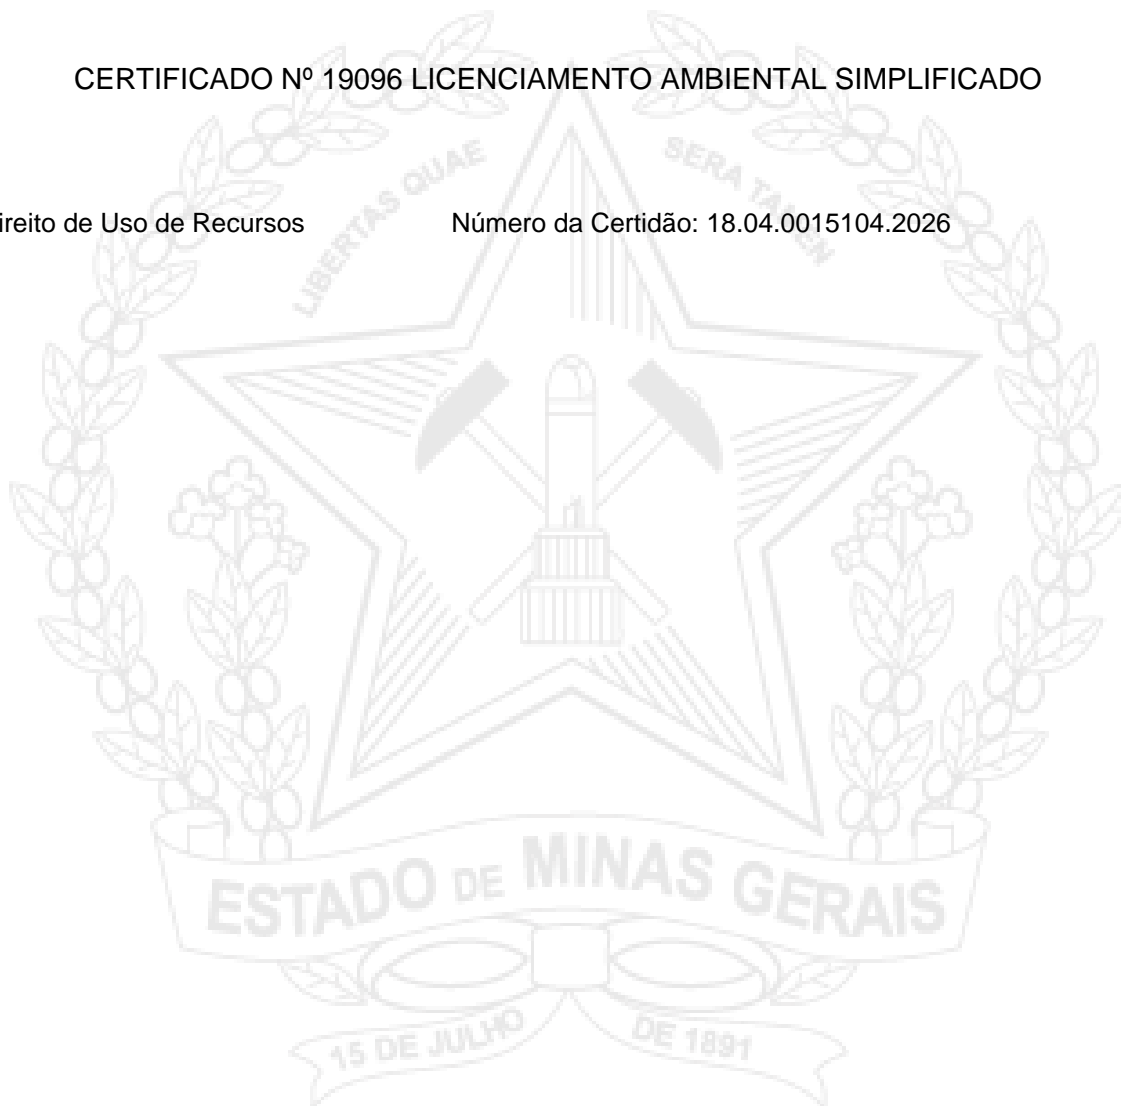 CERTIFICADO Nº 19096 LICENCIAMENTO AMBIENTAL SIMPLIFICADO
LIBERTAS QUAE SERA TAMEN
ireito de Uso de Recursos Número da Certidão: 18.04.0015104.2026
ESTADO DE MINAS GERAIS
15 DE JULHO DE 1891